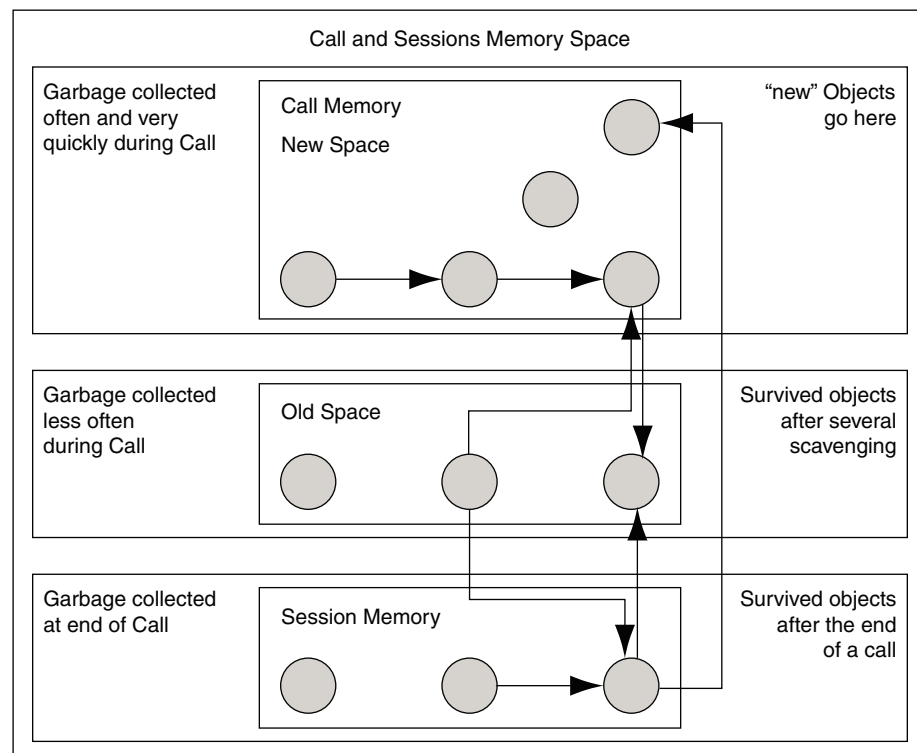 Call and Sessions Memory Space
Garbage collected
often and very
quickly during Call
Call Memory
New Space
“new” Objects
go here
Garbage collected
less often
during Call
Old Space
Survived objects
after several
scavenging
Garbage collected
at end of Call
Session Memory
Survived objects
after the end
of a call